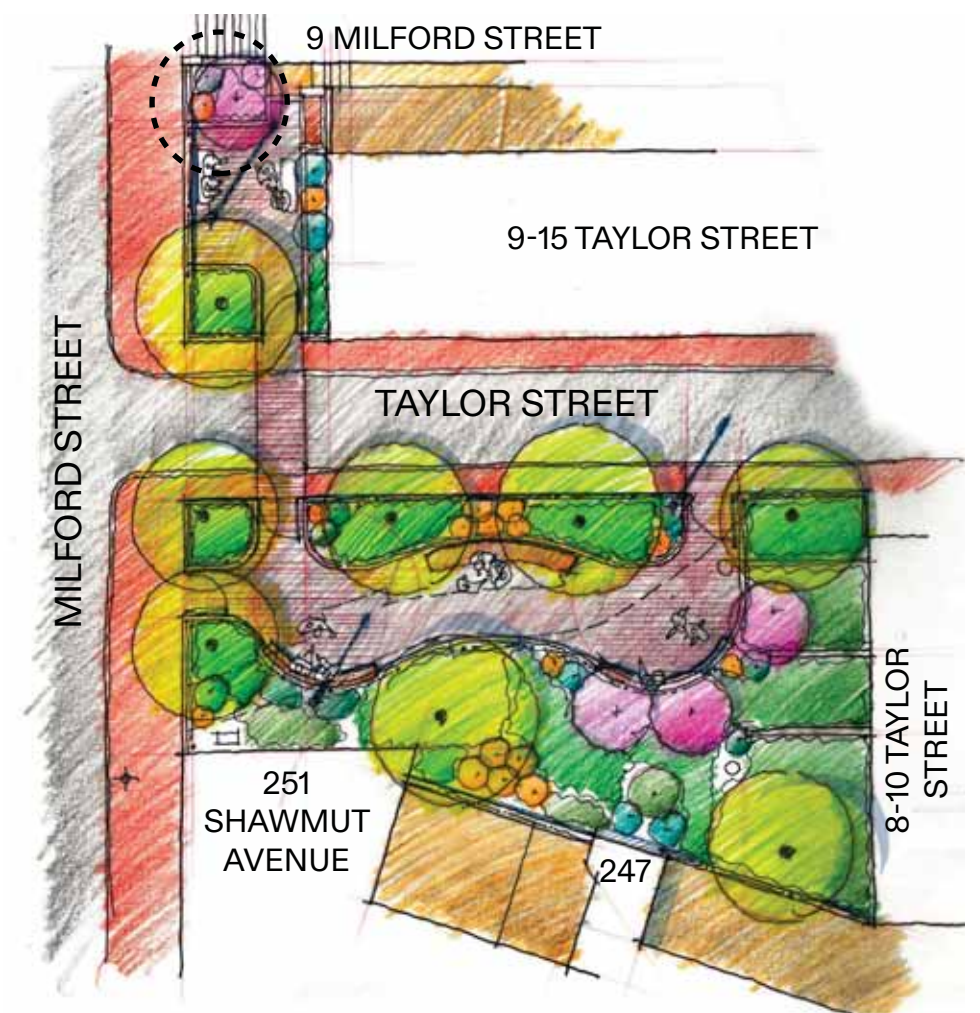 9 MILFORD STREET
9-15 TAYLOR STREET
MILFORD STREET
TAYLOR STREET
8-10 TAYLOR
STREET
251
SHAWMUT
AVENUE
247